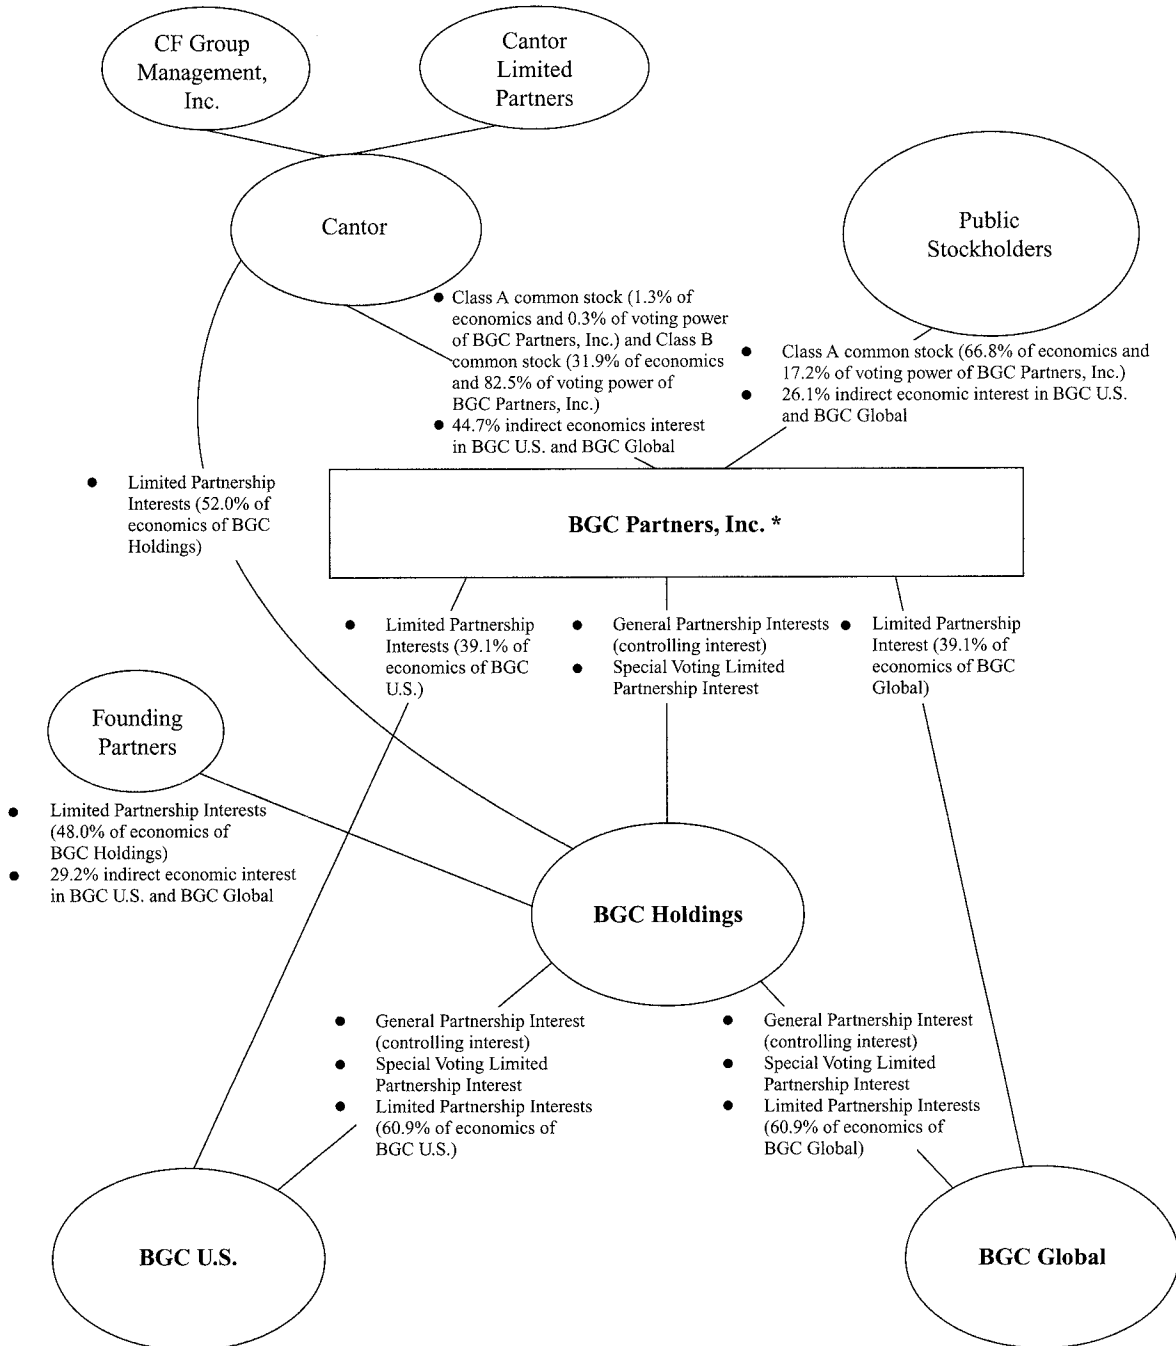 CF Group
Management,
Inc.
Cantor
Limited
Partners
Cantor
Public
Stockholders
● Class A common stock (1.3% of
economics and 0.3% of voting power
of BGC Partners, Inc.) and Class B
common stock (31.9% of economics
and 82.5% of voting power of
BGC Partners, Inc.)
● 44.7% indirect economics interest
in BGC U.S. and BGC Global
● Class A common stock (66.8% of economics and
17.2% of voting power of BGC Partners, Inc.)
● 26.1% indirect economic interest in BGC U.S.
and BGC Global
● Limited Partnership
Interests (52.0% of
economics of BGC
Holdings)
BGC Partners, Inc. *
● Limited Partnership
Interests (39.1% of
economics of BGC
U.S.)
● General Partnership Interests
(controlling interest)
● Special Voting Limited
Partnership Interest
● Limited Partnership
Interest (39.1% of
economics of BGC
Global)
Founding
Partners
● Limited Partnership Interests
(48.0% of economics of
BGC Holdings)
● 29.2% indirect economic interest
in BGC U.S. and BGC Global
BGC Holdings
● General Partnership Interest
(controlling interest)
● Special Voting Limited
Partnership Interest
● Limited Partnership Interests
(60.9% of economics of
BGC U.S.)
● General Partnership Interest
(controlling interest)
● Special Voting Limited
Partnership Interest
● Limited Partnership Interests
(60.9% of economics of
BGC Global)
BGC U.S.
BGC Global